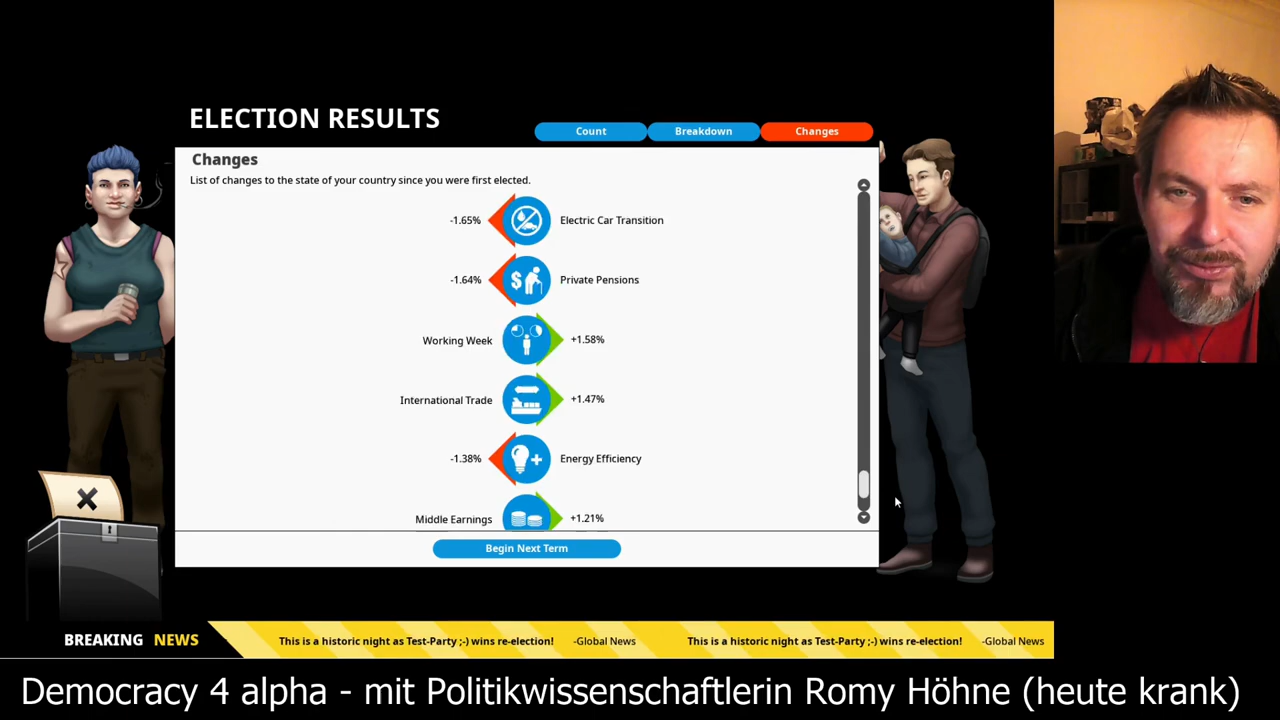 ELECTION RESULTS
Count
Breakdown
Changes
Changes
List of changes to the state of your country since you were first elected.
-1.65% Electric Car Transition
-1.64% Private Pensions
Working Week +1.58%
International Trade +1.47%
-1.38% Energy Efficiency
Middle Earnings +1.21%
Begin Next Term
BREAKING NEWS This is a historic night as Test-Party ;-) wins re-election! -Global News This is a historic night as Test-Party ;-) wins re-election! -Global News
Democracy 4 alpha - mit Politikwissenschaftlerin Romy Höhne (heute krank)